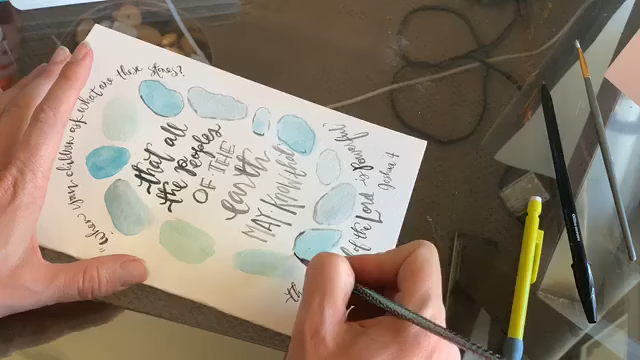 "When your children ask what are these stones?
that all
the peoples
OF THE
earth
MAY KNOW that
of the Lord is powerful
Joshua 4